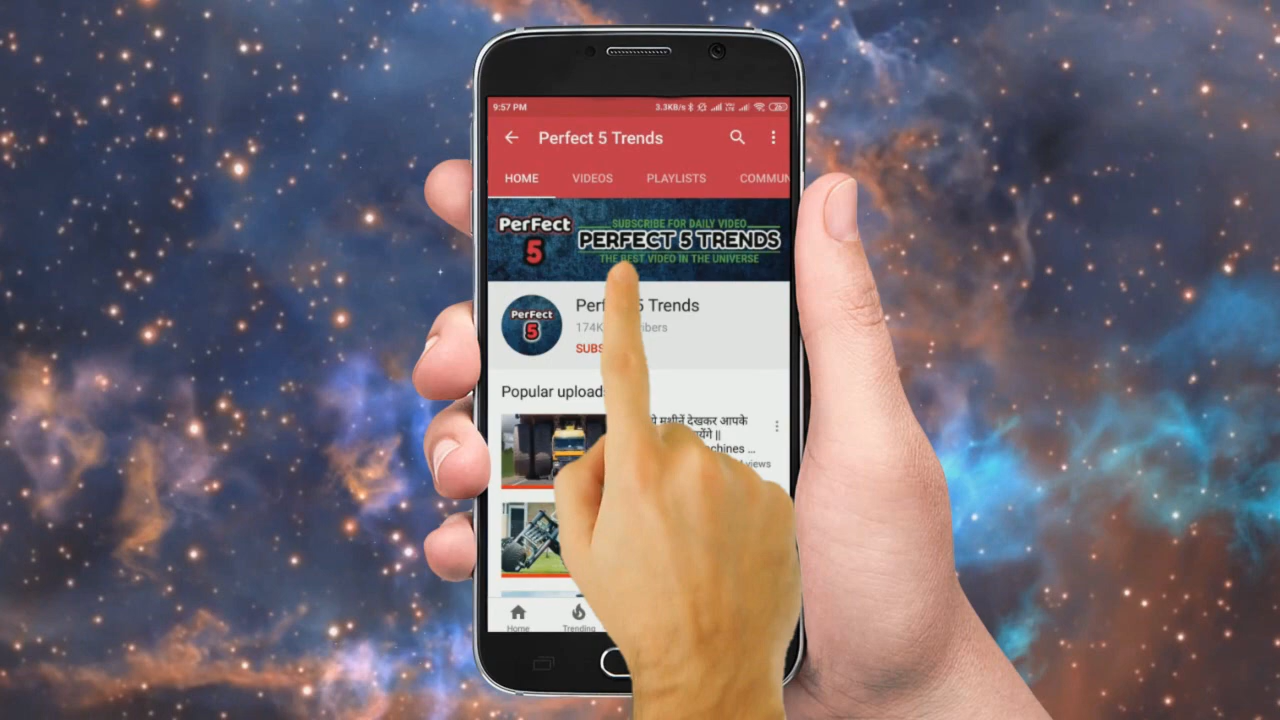 9:57 PM
3.3KB/s
Perfect 5 Trends
HOME VIDEOS PLAYLISTS COMMUN
PerFect
5
SUBSCRIBE FOR DAILY VIDEO
PERFECT 5 TRENDS
THE BEST VIDEO IN THE UNIVERSE
PerFect
5
Perf 5 Trends
174K bers
SUBS
Popular upload
देखकर आपके
||
chines ...
views
Home Trending